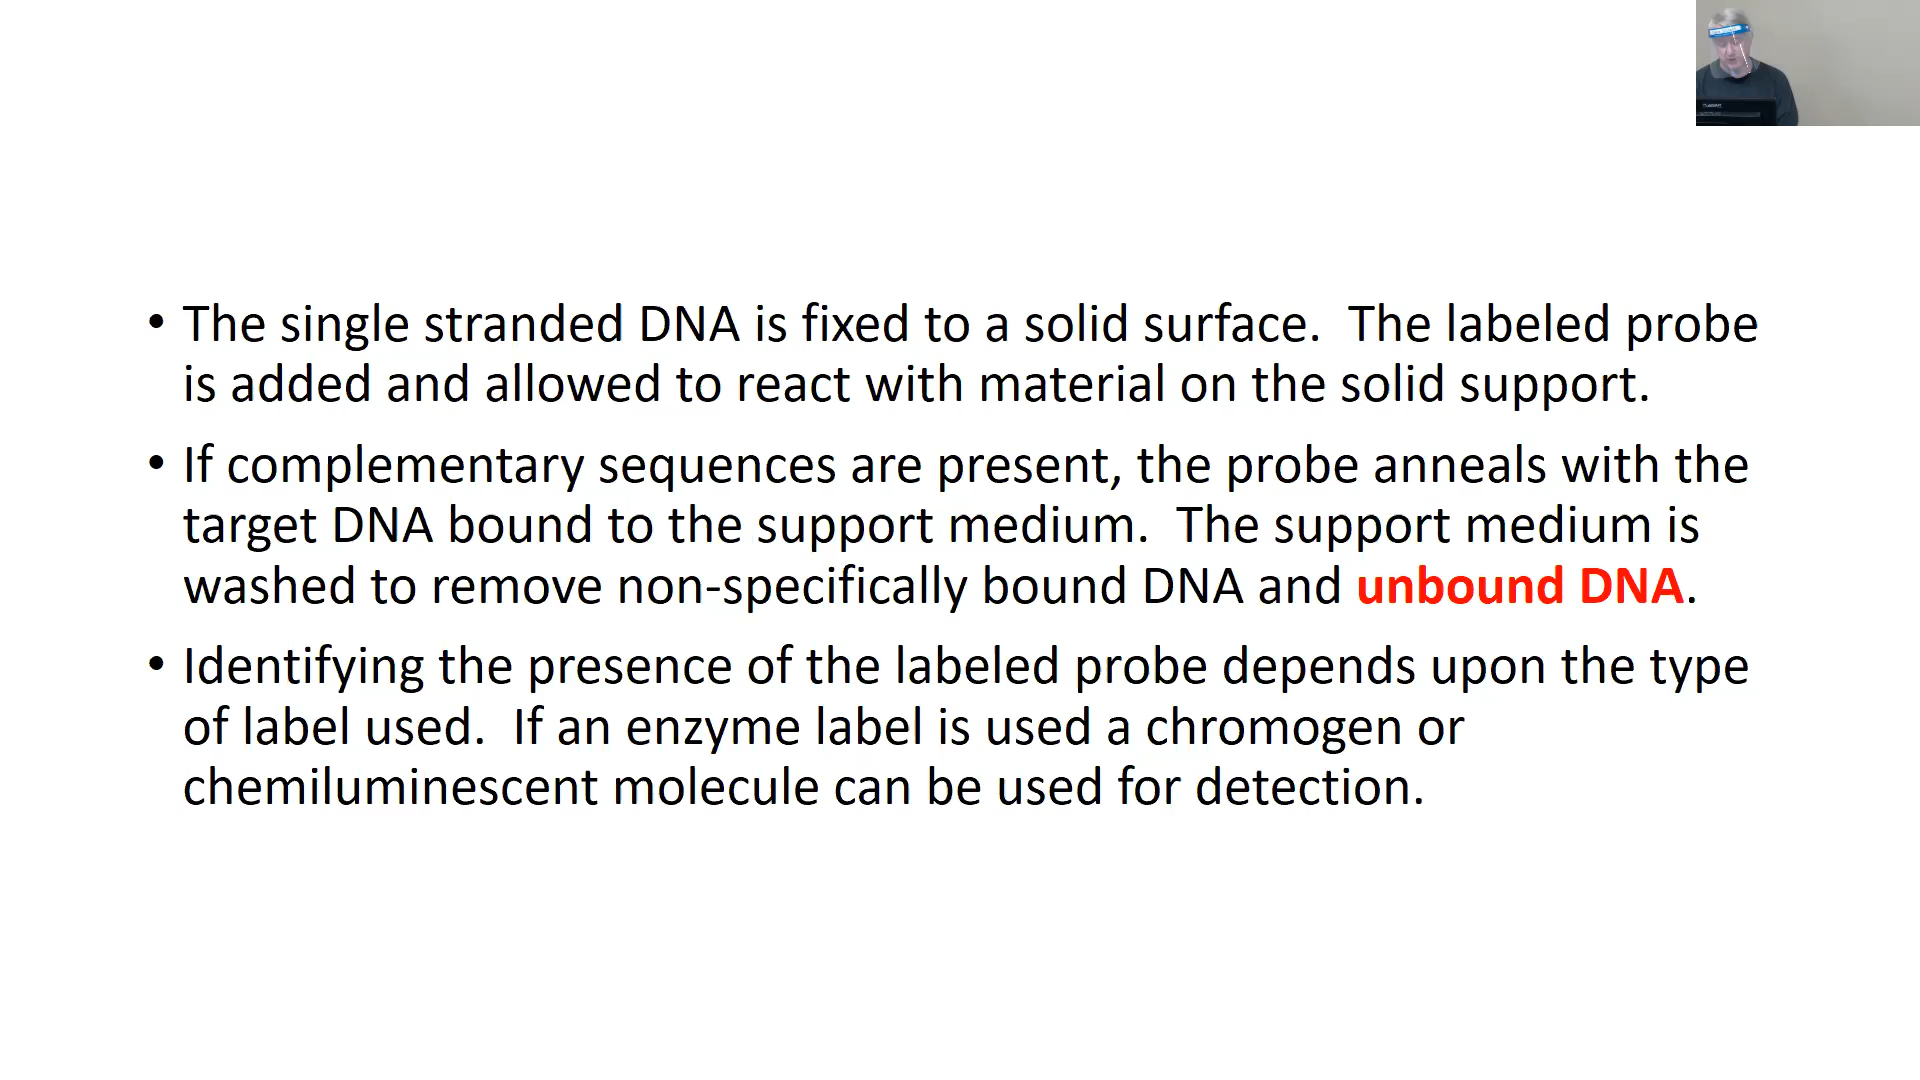 • The single stranded DNA is fixed to a solid surface.  The labeled probe
is added and allowed to react with material on the solid support.
• If complementary sequences are present, the probe anneals with the
target DNA bound to the support medium.  The support medium is
washed to remove non-specifically bound DNA and unbound DNA.
• Identifying the presence of the labeled probe depends upon the type
of label used.  If an enzyme label is used a chromogen or
chemiluminescent molecule can be used for detection.